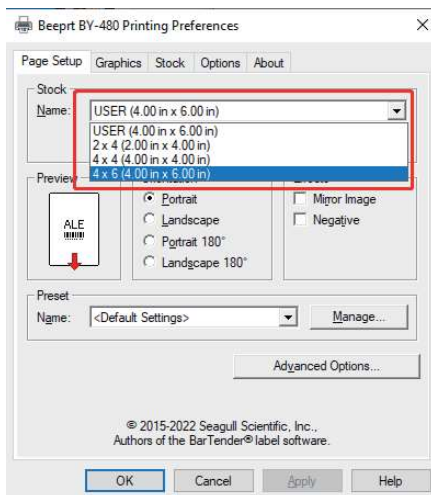 Beeprt BY-480 Printing Preferences
Page Setup Graphics Stock Options About
Stock
Name: USER (4.00 in x 6.00 in)
USER (4.00 in x 6.00 in)
2 x 4 (2.00 in x 4.00 in)
4 x 4 (4.00 in x 4.00 in)
4 x 6 (4.00 in x 6.00 in)
Preview
ALE
Portrait
Landscape
Portrait 180°
Landscape 180°
Mirror Image
Negative
Preset
Name: <Default Settings> Manage...
Advanced Options...
© 2015-2022 Seagull Scientific, Inc.,
Authors of the BarTender® label software.
OK Cancel Apply Help